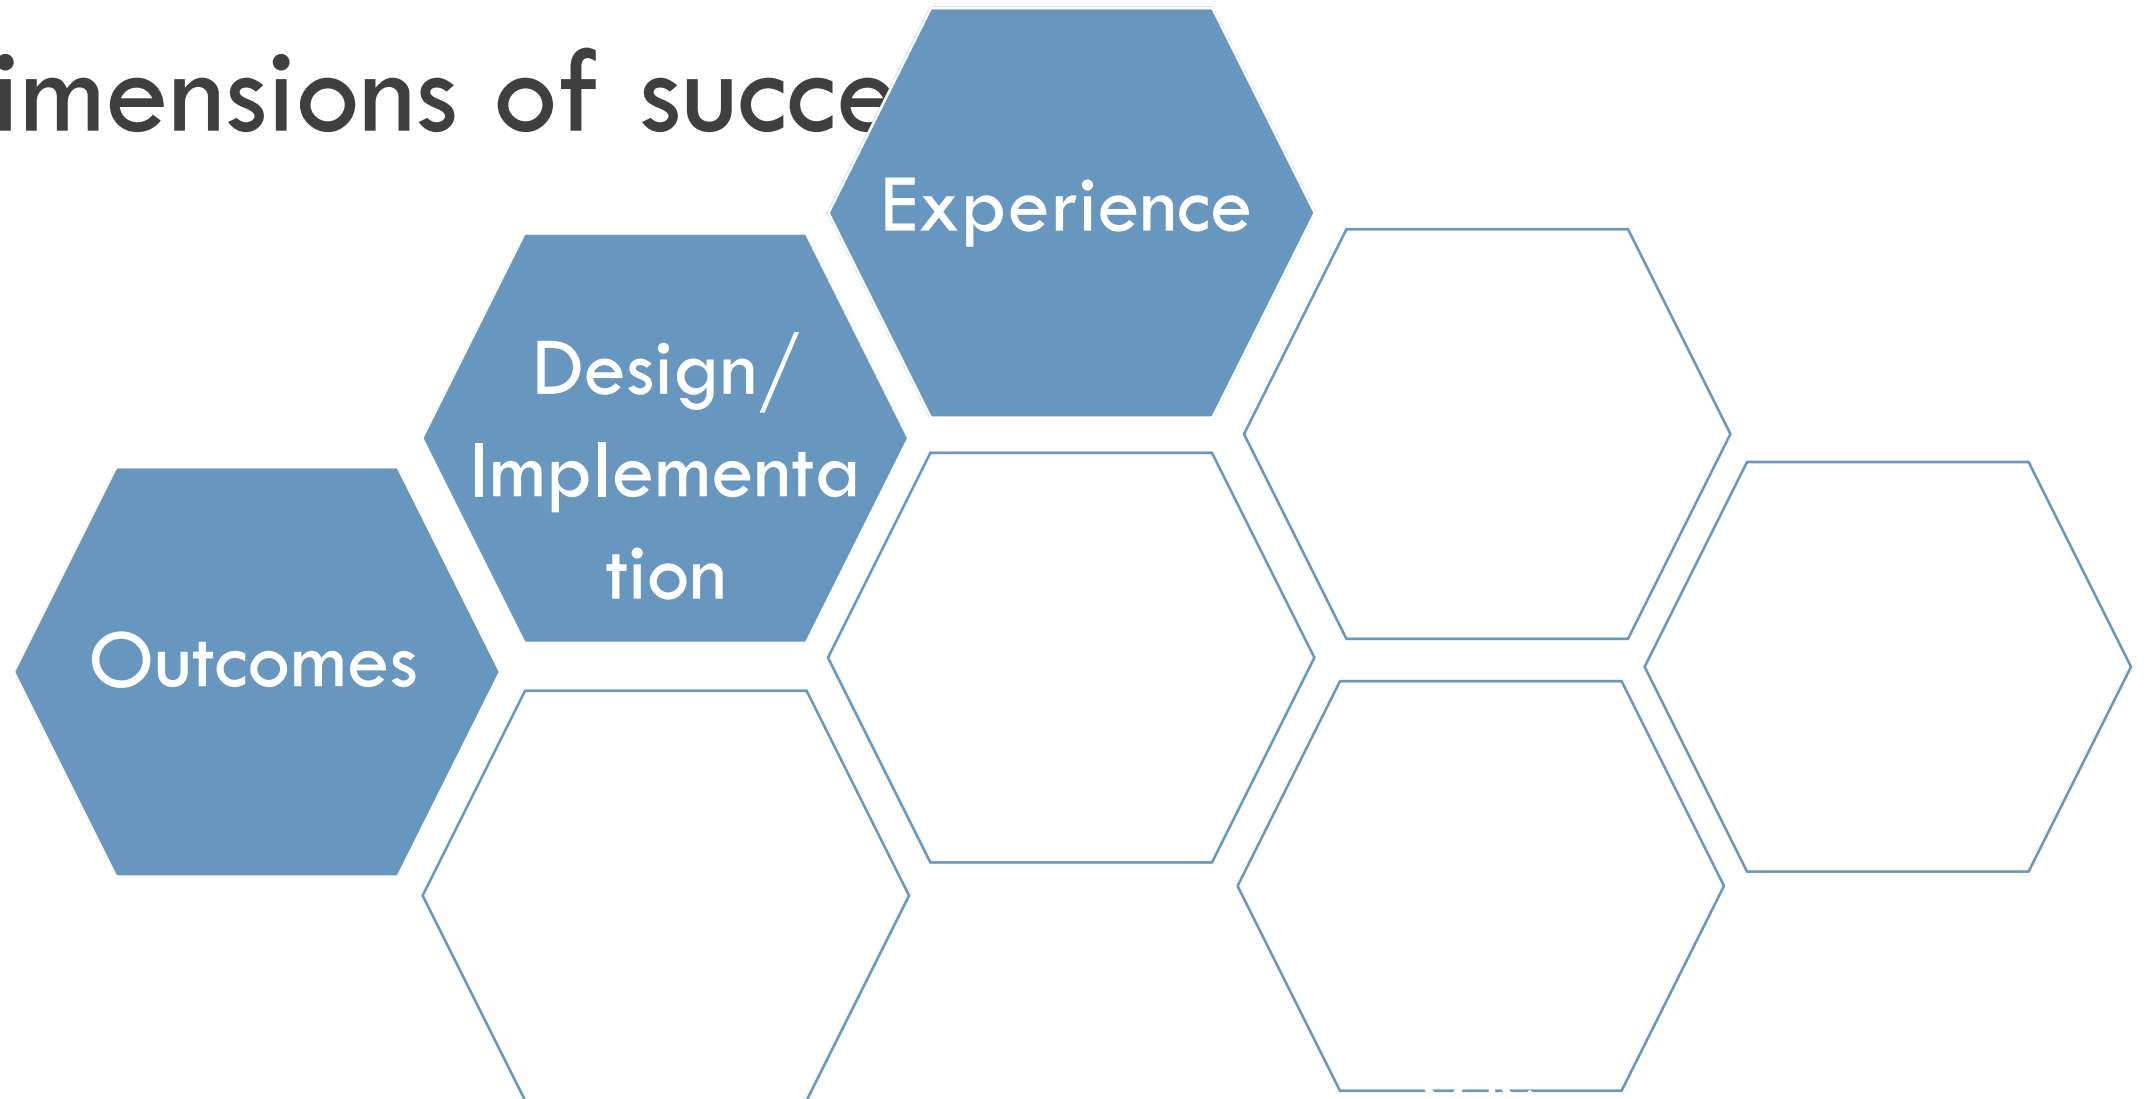 imensions of succe
Experience
Design/
Implementa
tion
Outcomes